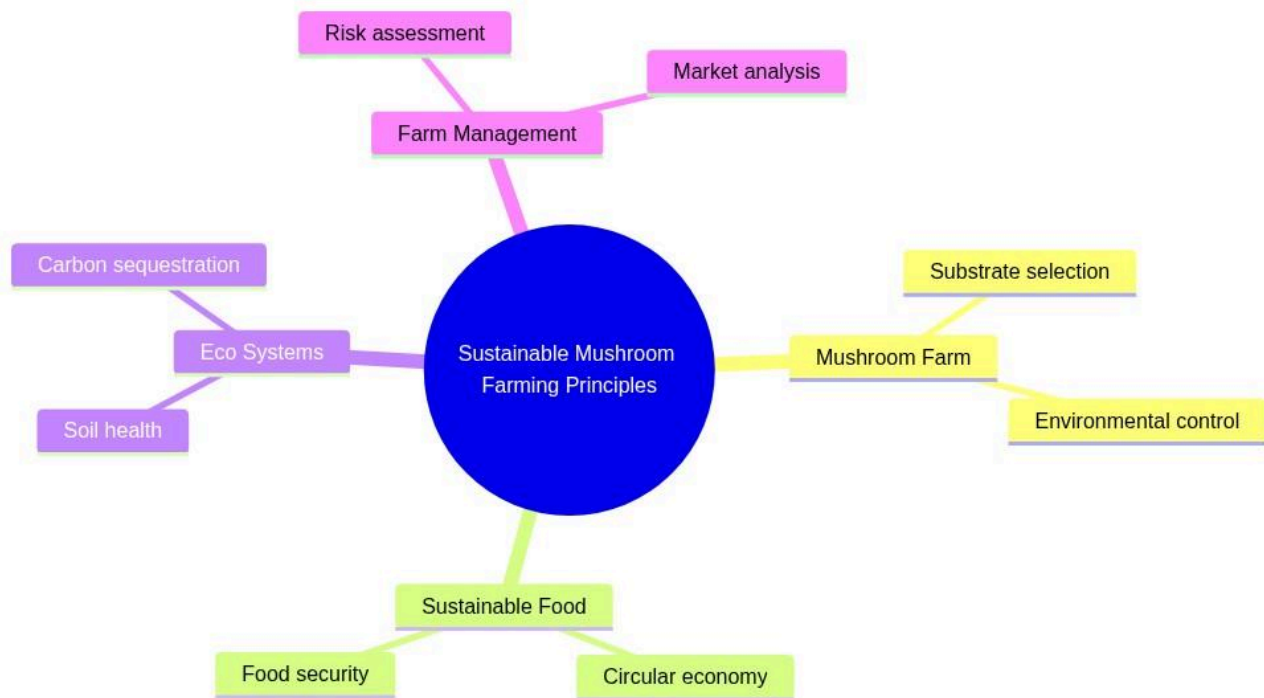 Risk assessment
Market analysis
Farm Management
Carbon sequestration
Substrate selection
Eco Systems
Sustainable Mushroom
Farming Principles
Mushroom Farm
Soil health
Environmental control
Sustainable Food
Food security
Circular economy